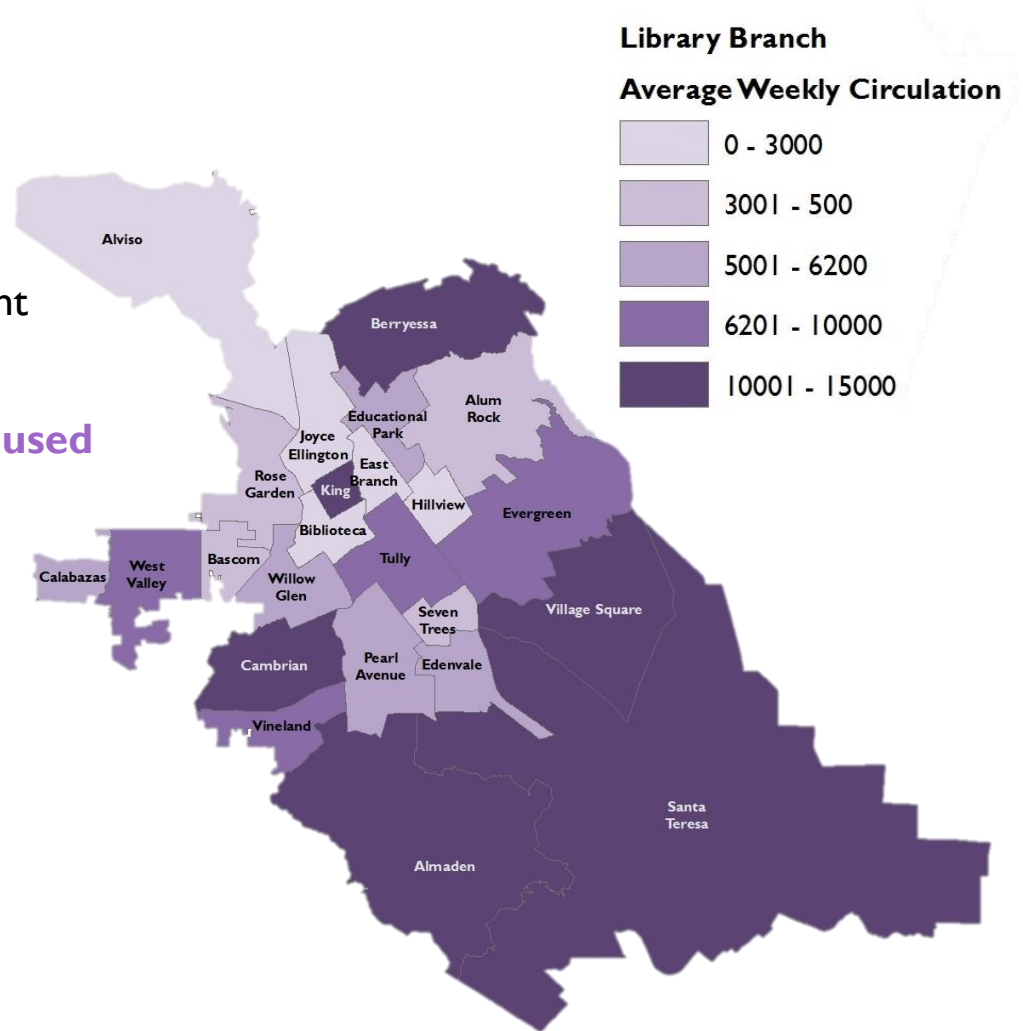 Library Branch
Average Weekly Circulation
0 - 3000
3001 - 500
5001 - 6200
6201 - 10000
10001 - 15000
nt
used
Alviso
Berryessa
Alum
Rock
Educational
Park
Joyce
Ellington
East
Branch
Rose
Garden
King
Hillview
Evergreen
Biblioteca
Bascom
West
Valley
Calabazas
Tully
Willow
Glen
Village Square
Seven
Trees
Cambrian
Pearl
Avenue
Edenvale
Vineland
Santa
Teresa
Almaden